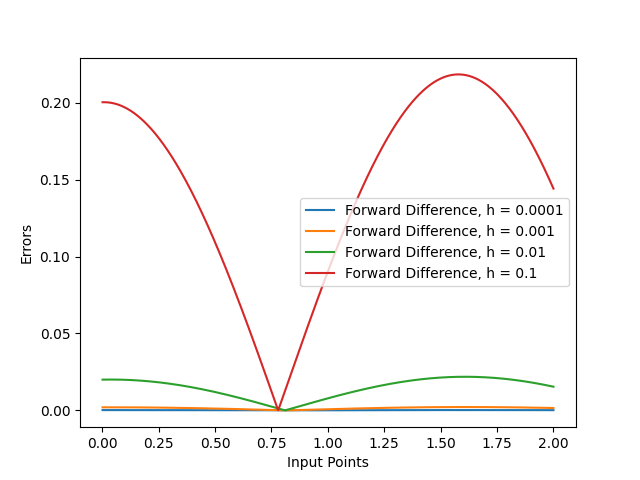 0.20
0.15
0.10
0.05
0.00
Errors
Forward Difference, h = 0.0001
Forward Difference, h = 0.001
Forward Difference, h = 0.01
Forward Difference, h = 0.1
0.00 0.25 0.50 0.75 1.00 1.25 1.50 1.75 2.00
Input Points